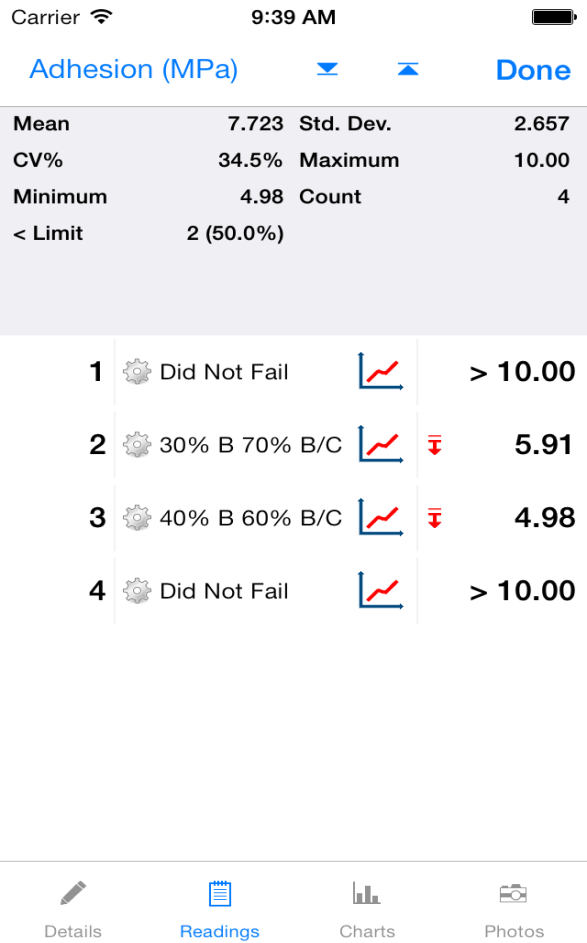 Carrier 9:39 AM
Adhesion (MPa) Done
Mean 7.723 Std. Dev. 2.657
CV% 34.5% Maximum 10.00
Minimum 4.98 Count 4
< Limit 2 (50.0%)
1 Did Not Fail > 10.00
2 30% B 70% B/C 5.91
3 40% B 60% B/C 4.98
4 Did Not Fail > 10.00
Details Readings Charts Photos